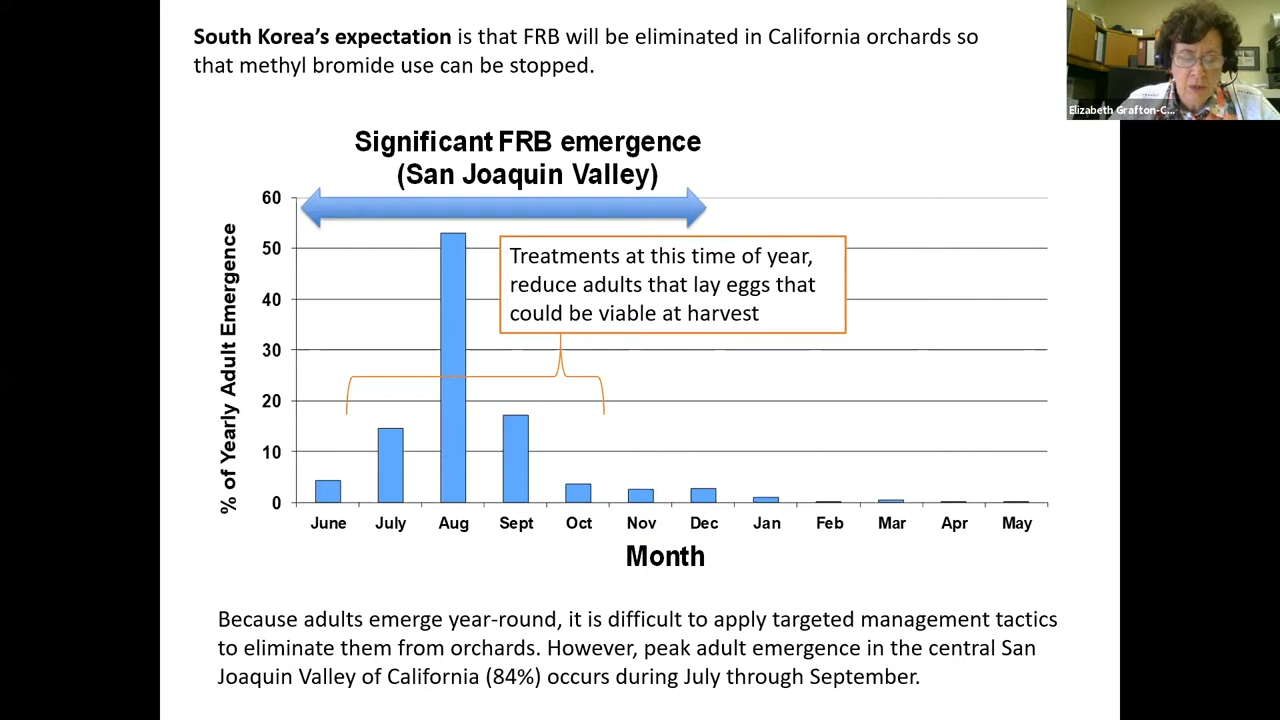 South Korea's expectation is that FRB will be eliminated in California orchards so
that methyl bromide use can be stopped.
Elizabeth Grafton-C...
Significant FRB emergence
(San Joaquin Valley)
60
50
40
30
20
10
0
% of Yearly Adult Emergence
Treatments at this time of year,
reduce adults that lay eggs that
could be viable at harvest
June July Aug Sept Oct Nov Dec Jan Feb Mar Apr May
Month
Because adults emerge year-round, it is difficult to apply targeted management tactics
to eliminate them from orchards. However, peak adult emergence in the central San
Joaquin Valley of California (84%) occurs during July through September.